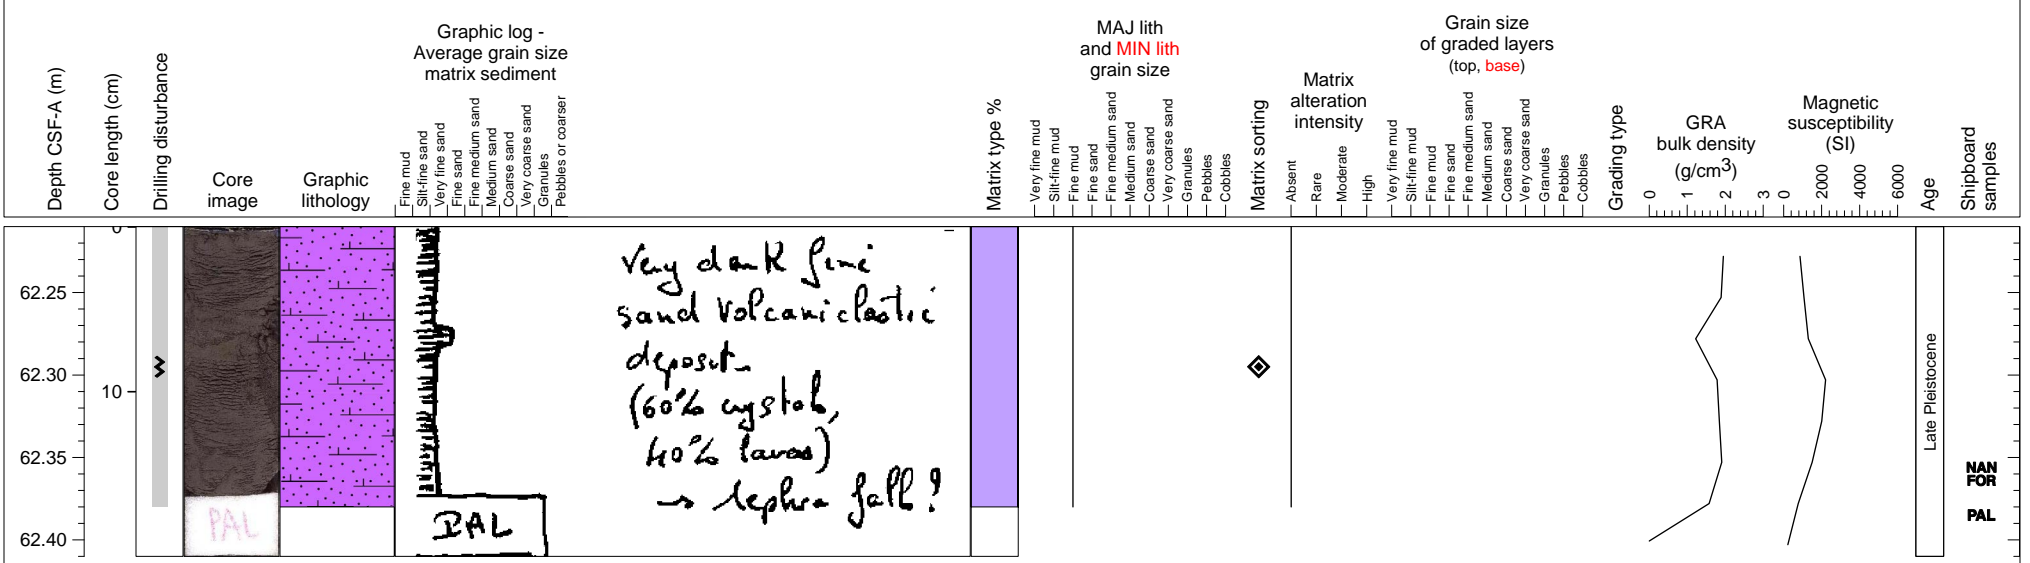 Depth CSF-A (m)
Core length (cm)
Drilling disturbance
Core
image
Graphic
lithology
Graphic log -
Average grain size
matrix sediment
Fine mud
Silt-fine sand
Very fine sand
Fine sand
Fine medium sand
Medium sand
Coarse sand
Very coarse sand
Granules
Pebbles or coarser
Matrix type %
MAJ lith
and MIN lith
grain size
Very fine mud
Silt-fine mud
Fine mud
Fine sand
Fine medium sand
Medium sand
Coarse sand
Very coarse sand
Granules
Pebbles
Cobbles
Matrix sorting
Matrix
alteration
intensity
Absent
Rare
Moderate
High
Grain size
of graded layers
(top, base)
Very fine mud
Silt-fine mud
Fine mud
Fine sand
Fine medium sand
Medium sand
Coarse sand
Very coarse sand
Granules
Pebbles
Cobbles
Grading type
GRA
bulk density
(g/cm3)
0 1 2 3
Magnetic
susceptibility
(SI)
0 2000 4000 6000
Age
Shipboard
samples
62.25
62.30
62.35
62.40
0
10
PAL
PAL
Very dark fine
sand volcaniclastic
deposit.
(60% crystals,
40% lavas)
→ tephra fall?
Late Pleistocene
NAN
FOR
PAL